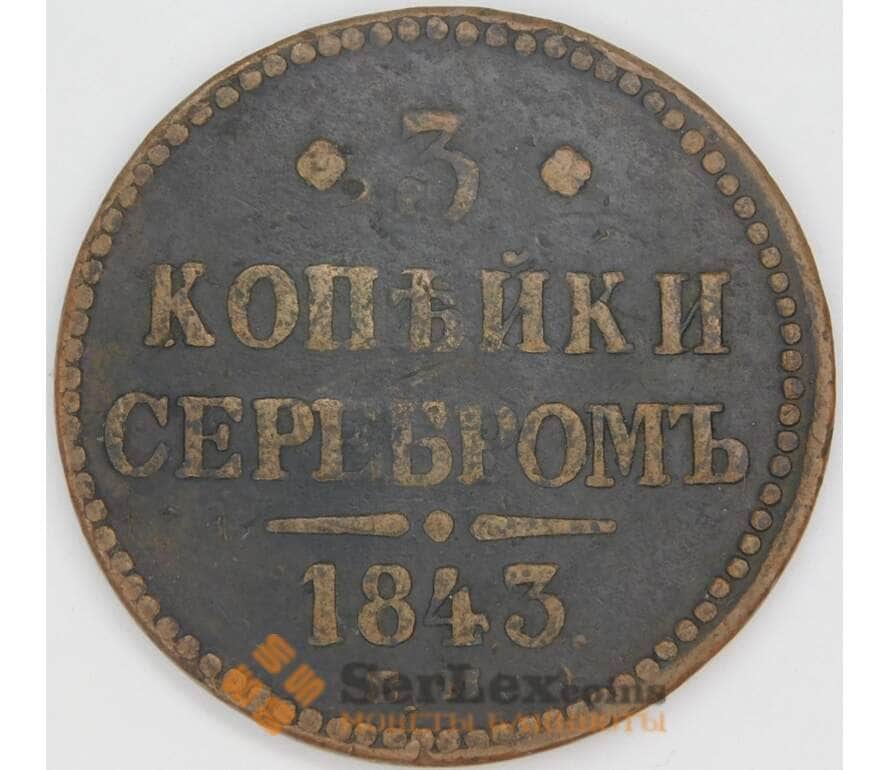 3
КОПѢЙКИ
СЕРЕБРОМЪ
1843.
SerLex coins
МОНЕТЫ БАНКНОТЫ